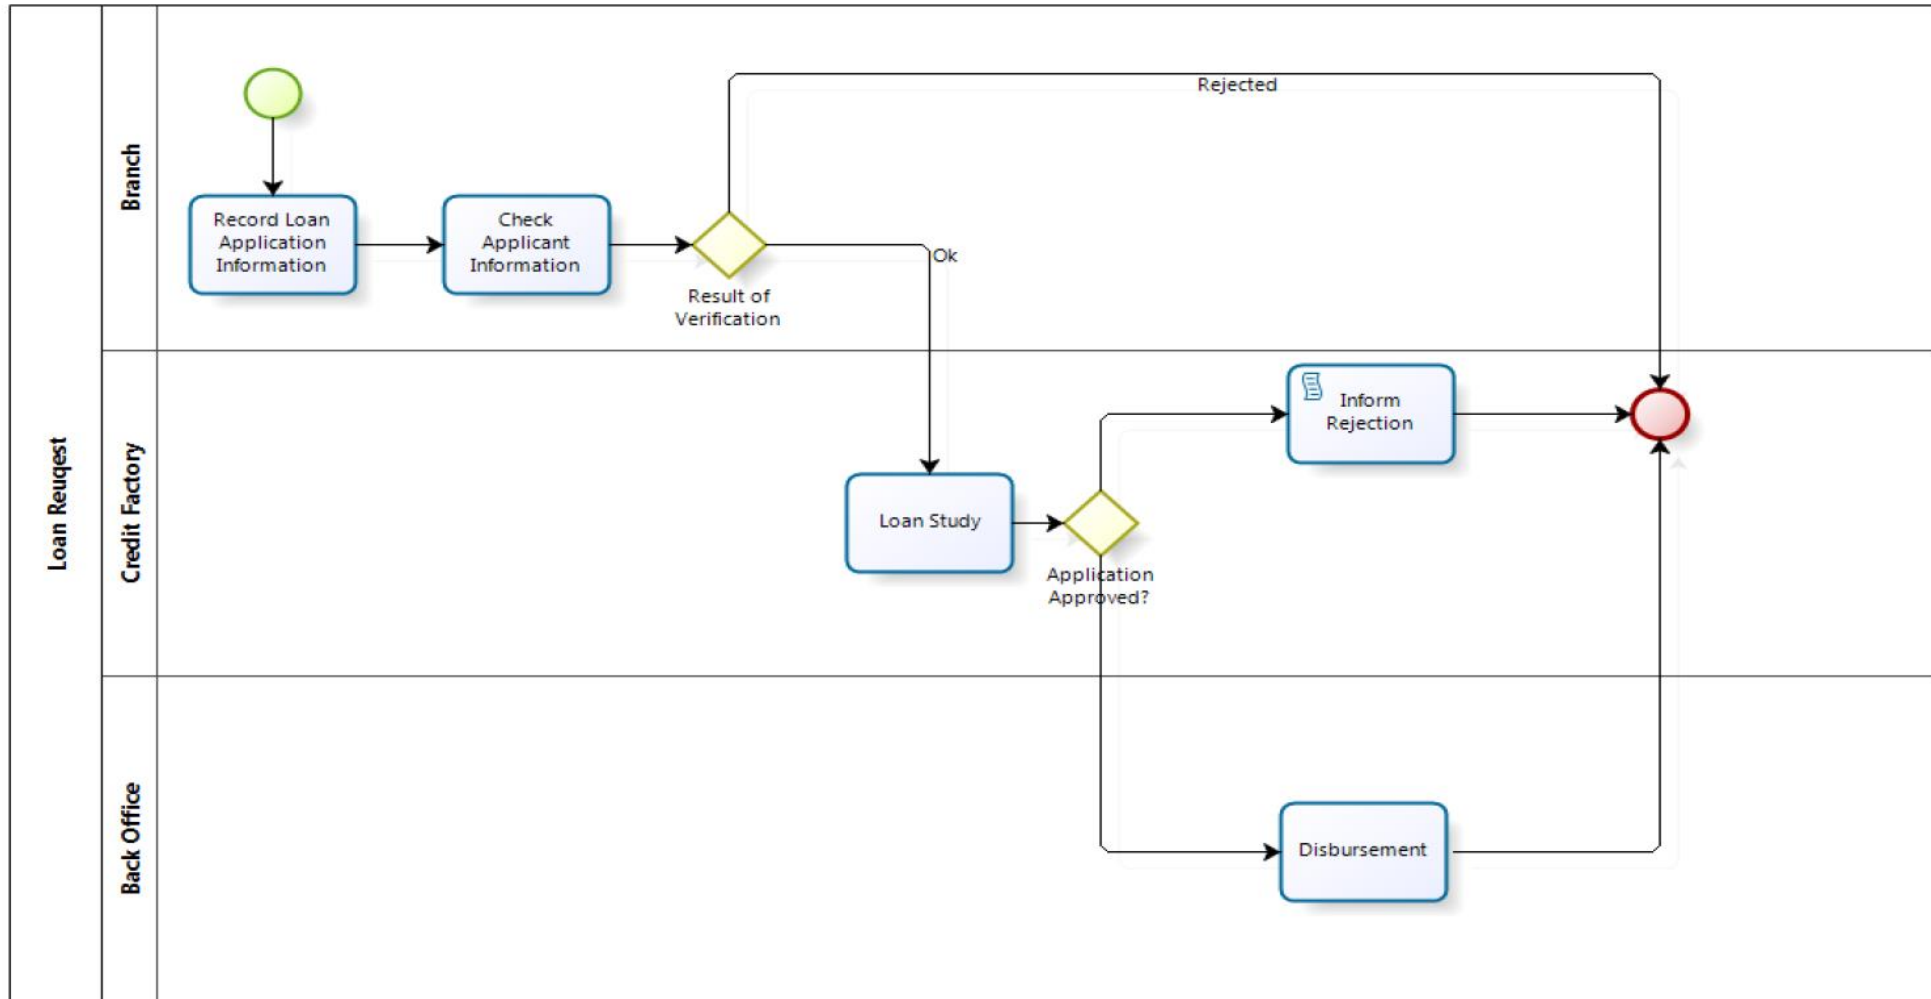 Loan Reuqest
Branch
Record Loan
Application
Information
Check
Applicant
Information
Result of
Verification
Rejected
Ok
Credit Factory
Loan Study
Application
Approved?
Inform
Rejection
Back Office
Disbursement